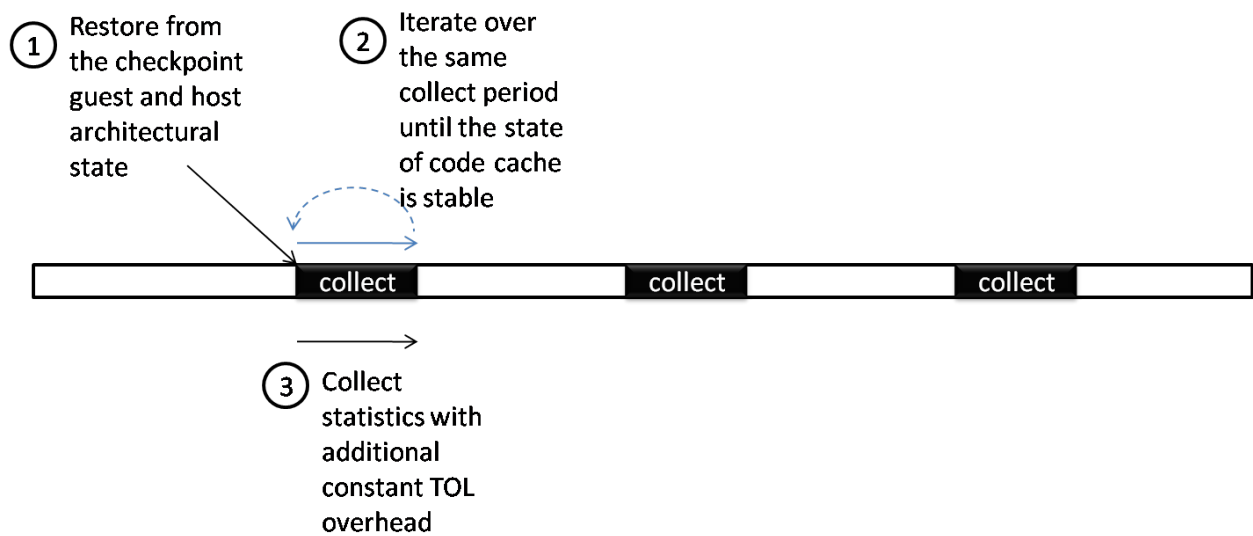 1
Restore from
the checkpoint
guest and host
architectural
state
2
Iterate over
the same
collect period
until the state
of code cache
is stable
collect
collect
collect
3
Collect
statistics with
additional
constant TOL
overhead